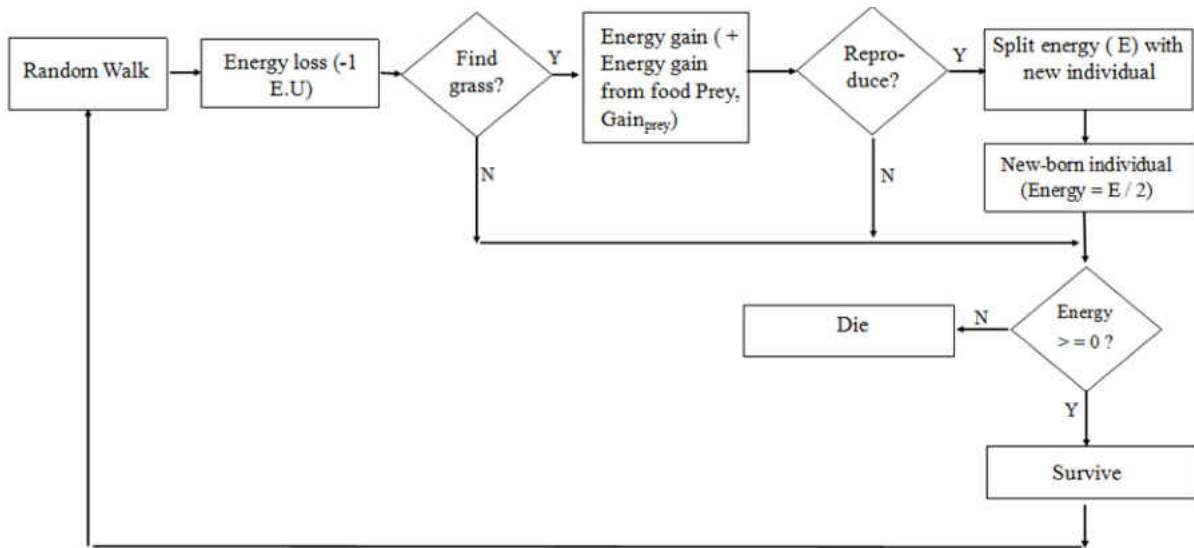 Random Walk
Energy loss (-1
E.U)
Find
grass?
Y
Energy gain ( +
Energy gain
from food Prey,
Gainprey)
Repro-
duce?
Y
Split energy ( E) with
new individual
N
N
New-born individual
(Energy = E / 2)
Energy
> = 0 ?
N
Die
Y
Survive